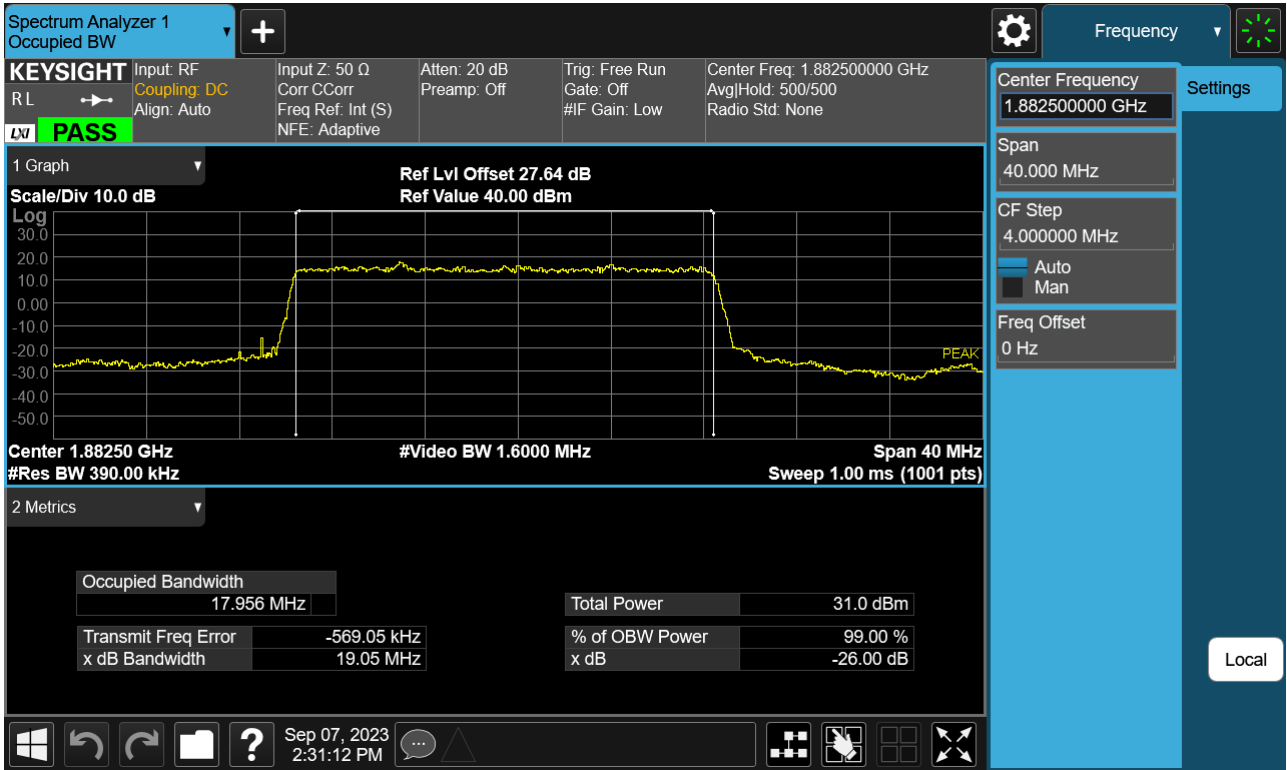 Spectrum Analyzer 1
Occupied BW
Frequency
KEYSIGHT
R L
LXI PASS
Input: RF
Coupling: DC
Align: Auto
Input Z: 50 Ω
Corr CCorr
Freq Ref: Int (S)
NFE: Adaptive
Atten: 20 dB
Preamp: Off
Trig: Free Run
Gate: Off
#IF Gain: Low
Center Freq: 1.882500000 GHz
Avg|Hold: 500/500
Radio Std: None
Center Frequency
1.882500000 GHz
Settings
Span
40.000 MHz
CF Step
4.000000 MHz
Auto
Man
Freq Offset
0 Hz
Local
1 Graph
Ref Lvl Offset 27.64 dB
Scale/Div 10.0 dB
Ref Value 40.00 dBm
Log
30.0
20.0
10.0
0.00
-10.0
-20.0
-30.0
-40.0
-50.0
PEAK
Center 1.88250 GHz
#Video BW 1.6000 MHz
Span 40 MHz
#Res BW 390.00 kHz
Sweep 1.00 ms (1001 pts)
2 Metrics
Occupied Bandwidth
17.956 MHz
Total Power 31.0 dBm
Transmit Freq Error -569.05 kHz
% of OBW Power 99.00 %
x dB Bandwidth 19.05 MHz
x dB -26.00 dB
?
Sep 07, 2023
2:31:12 PM